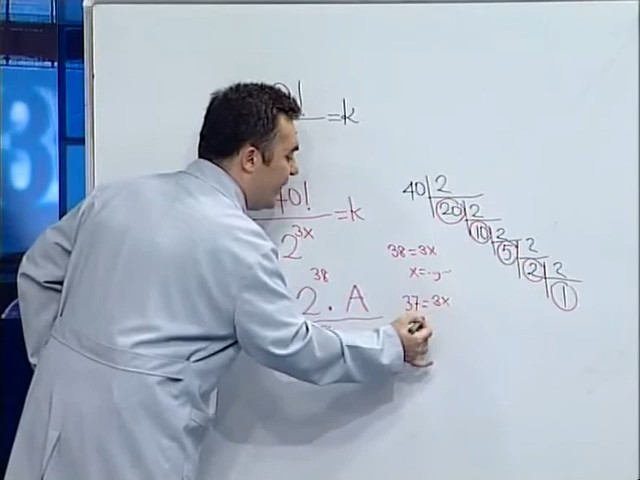 ! = k
40! = k
2^3x
40 | 2
20 | 2
10 | 2
5 | 2
2 | 2
1
38 = 3x
x =
37 = 3x
2^38 . A